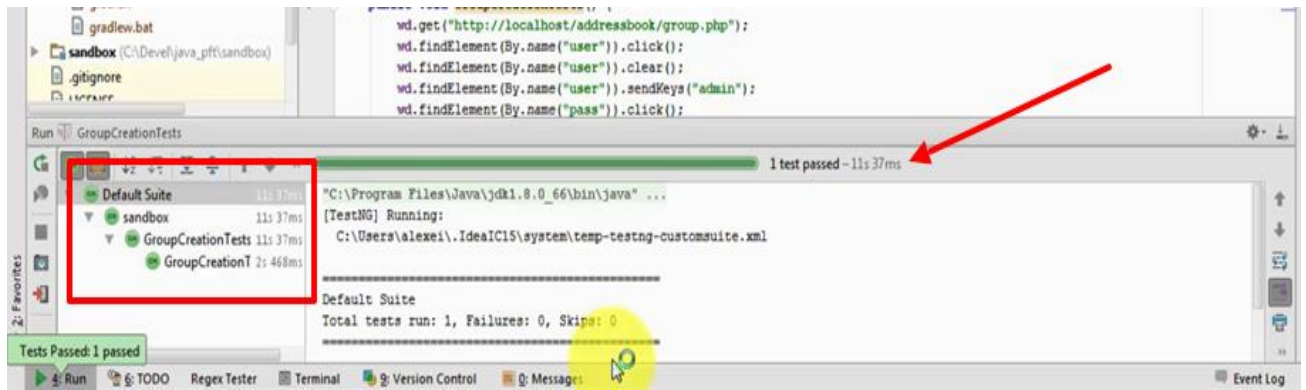 gradlew.bat
sandbox (C:\Devel\java_pft\sandbox)
.gitignore
wd.get("http://localhost/addressbook/group.php");
wd.findElement(By.name("user")).click();
wd.findElement(By.name("user")).clear();
wd.findElement(By.name("user")).sendKeys("admin");
wd.findElement(By.name("pass")).click();
Run GroupCreationTests
1 test passed – 11s 37ms
Default Suite 11s 37ms
sandbox 11s 37ms
GroupCreationTests 11s 37ms
GroupCreationT 2s 468ms
"C:\Program Files\Java\jdk1.8.0_66\bin\java" ...
[TestNG] Running:
C:\Users\alexei\.IdeaIC15\system\temp-testng-customsuite.xml
===============================================
Default Suite
Total tests run: 1, Failures: 0, Skips: 0
===============================================
2: Favorites
Tests Passed: 1 passed
4: Run 6: TODO Regex Tester Terminal 9: Version Control 0: Messages Event Log